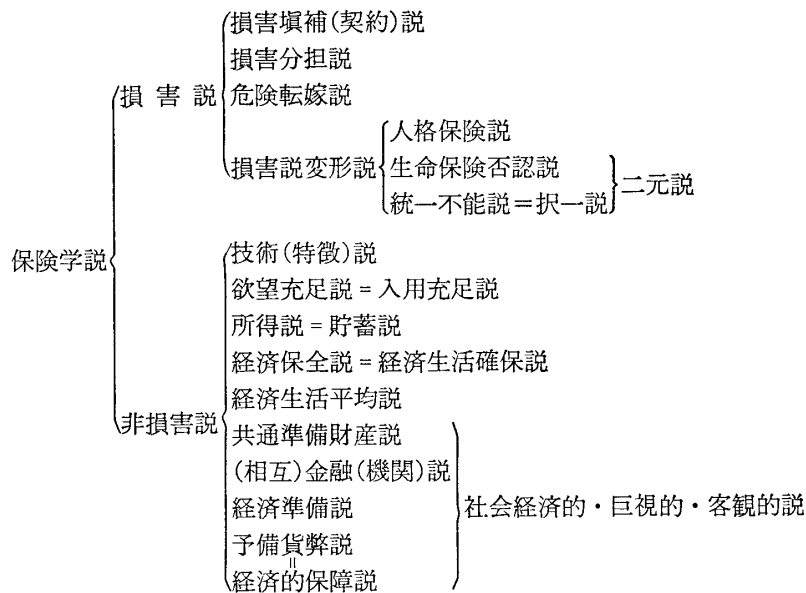 保険学説
損害説
損害塡補(契約)説
損害分担説
危険転嫁説
損害説変形説
人格保険説
生命保険否認説
統一不能説＝択一説
二元説
非損害説
技術(特徴)説
欲望充足説＝入用充足説
所得説＝貯蓄説
経済保全説＝経済生活確保説
経済生活平均説
共通準備財産説
(相互)金融(機関)説
経済準備説
予備貨弊説
＝
経済的保障説
社会経済的・巨視的・客観的説